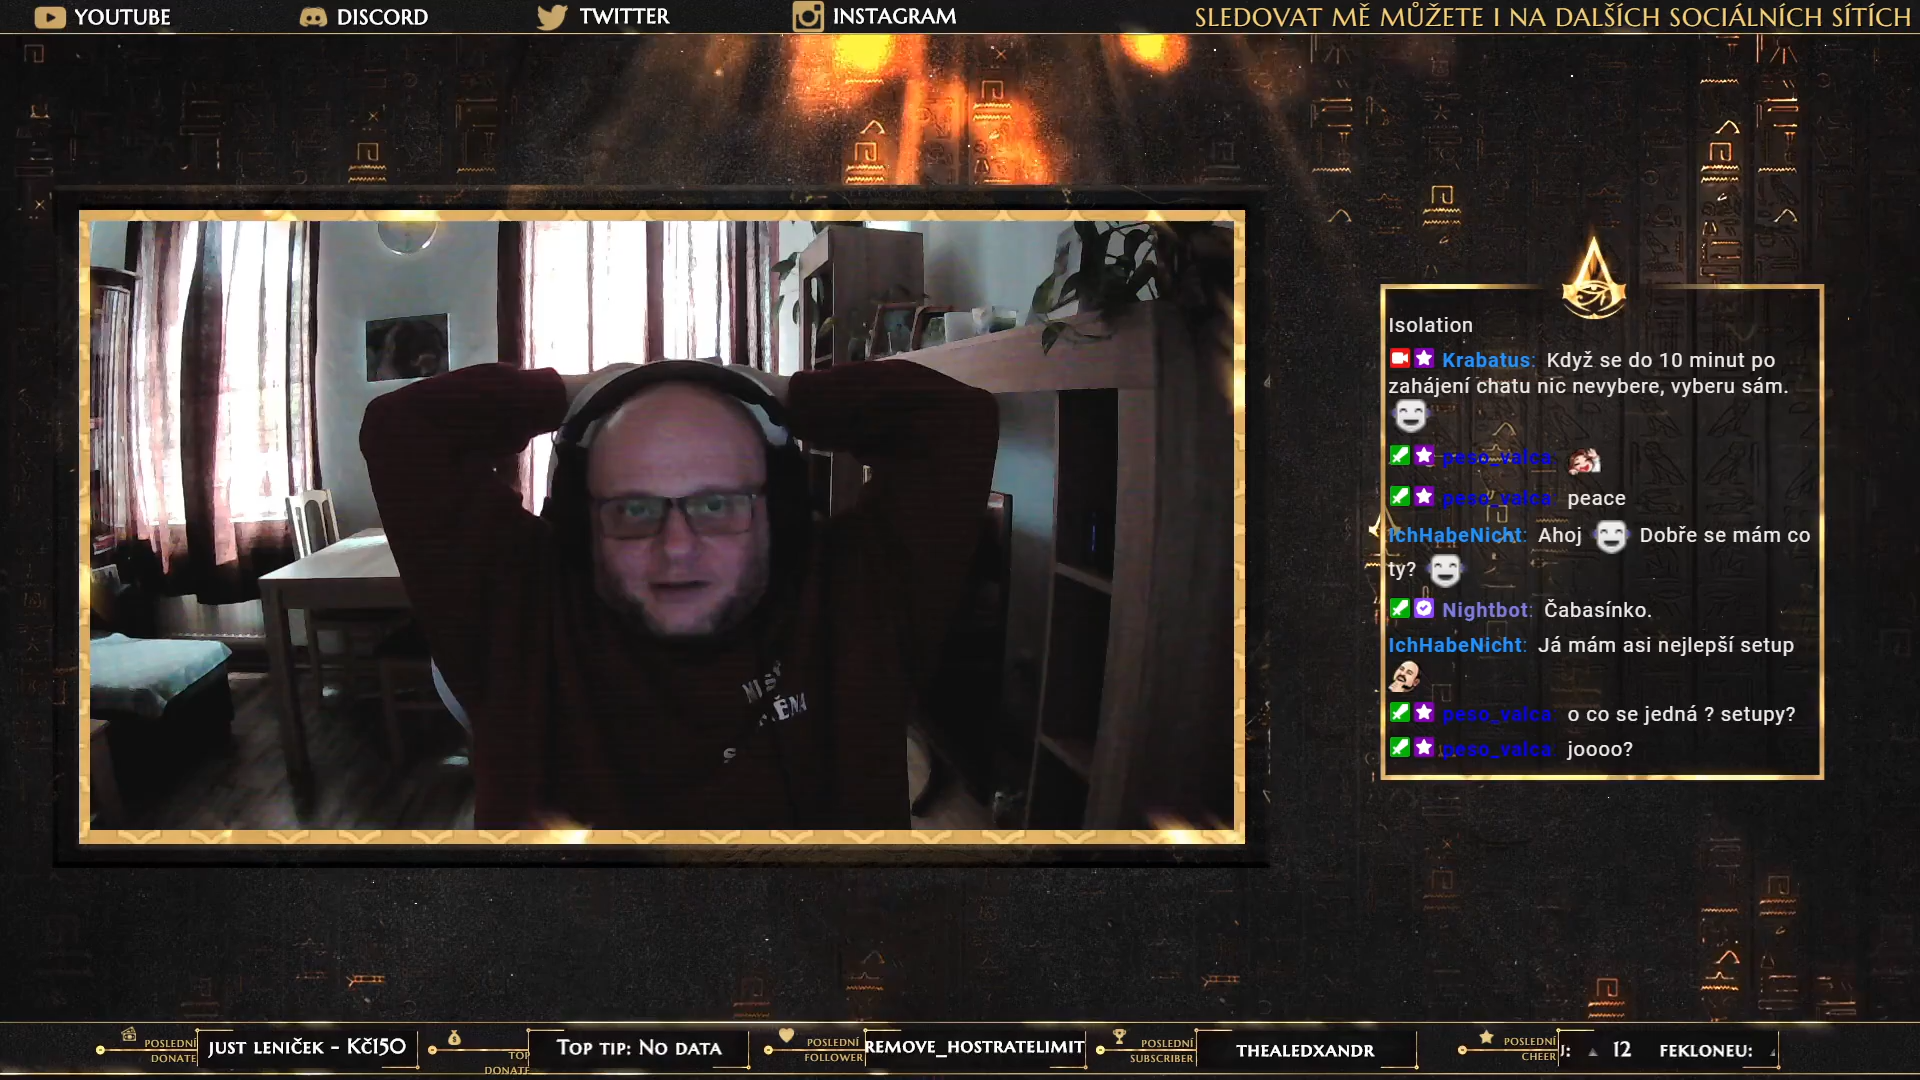 YOUTUBE DISCORD TWITTER INSTAGRAM SLEDOVAT MĚ MŮŽETE I NA DALŠÍCH SOCIÁLNÍCH SÍTÍCH
Isolation
Krabatus: Když se do 10 minut po
zahájení chatu nic nevybere, vyberu sám.
peso_valca
peso_valca peace
IchHabeNicht: Ahoj Dobře se mám co
ty?
Nightbot: Čabasínko.
IchHabeNicht: Já mám asi nejlepší setup
peso_valca o co se jedná ? setupy?
peso_valca joooo?
POSLEDNÍ
DONATE
JUST LENIČEK - Kč150
TOP
DONATE
Top tip: No data
POSLEDNÍ
FOLLOWER
REMOVE_HOSTRATELIMIT
POSLEDNÍ
SUBSCRIBER
THEALEDXANDR
POSLEDNÍ
CHEER
12 FEKLONEU: